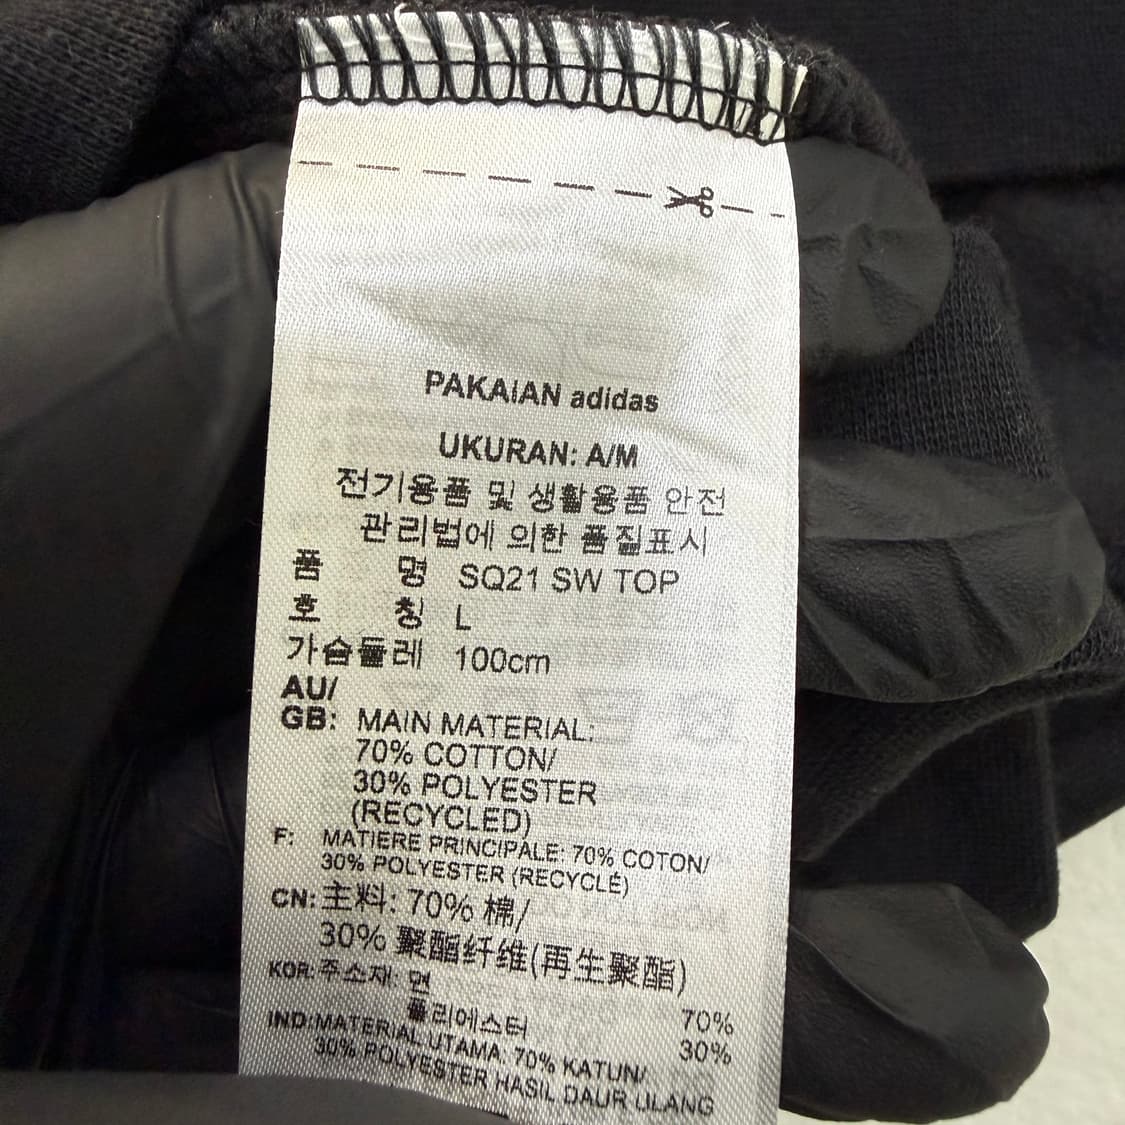 PAKAIAN adidas
UKURAN: A/M
전기용품 및 생활용품 안전
관리법에 의한 품질표시
품 명 SQ21 SW TOP
호 칭 L
가슴둘레 100cm
AU/
GB: MAIN MATERIAL:
70% COTTON/
30% POLYESTER
(RECYCLED)
F: MATIERE PRINCIPALE: 70% COTON/
30% POLYESTER (RECYCLÉ)
CN: 主料: 70% 棉/
30% 聚酯纤维(再生聚酯)
KOR: 주소재: 면 70%
폴리에스터 30%
IND: MATERIAL UTAMA: 70% KATUN/
30% POLYESTER HASIL DAUR ULANG